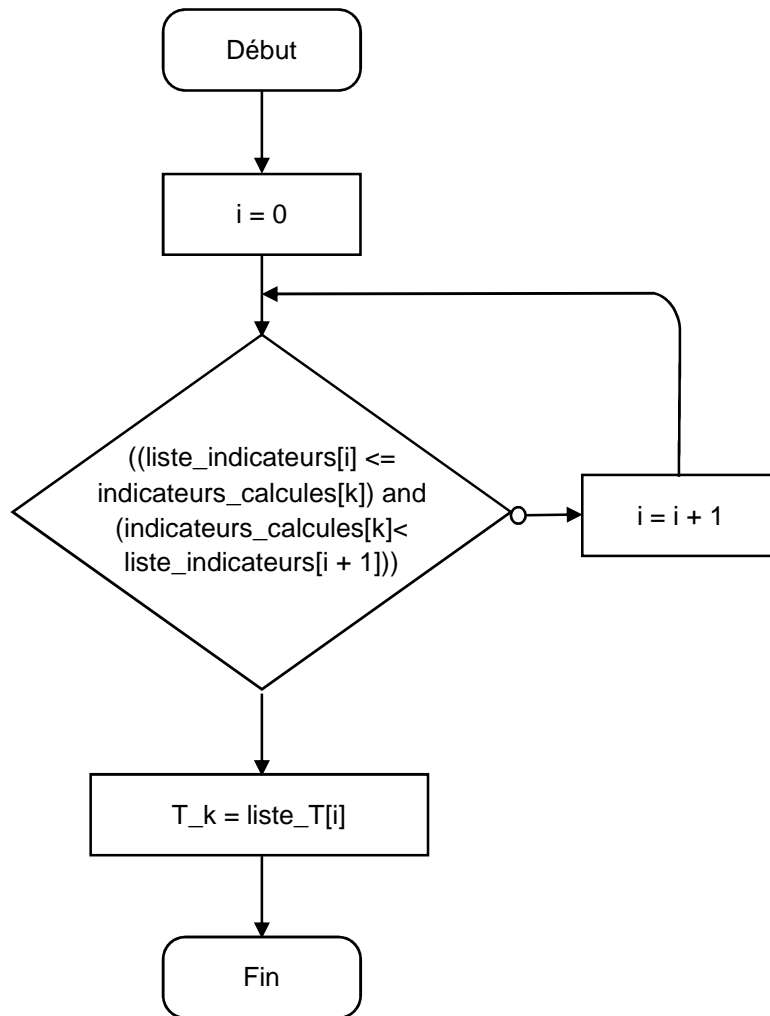 Début
i = 0
((liste_indicateurs[i] <=
indicateurs_calcules[k]) and
(indicateurs_calcules[k]<
liste_indicateurs[i + 1]))
i = i + 1
T_k = liste_T[i]
Fin